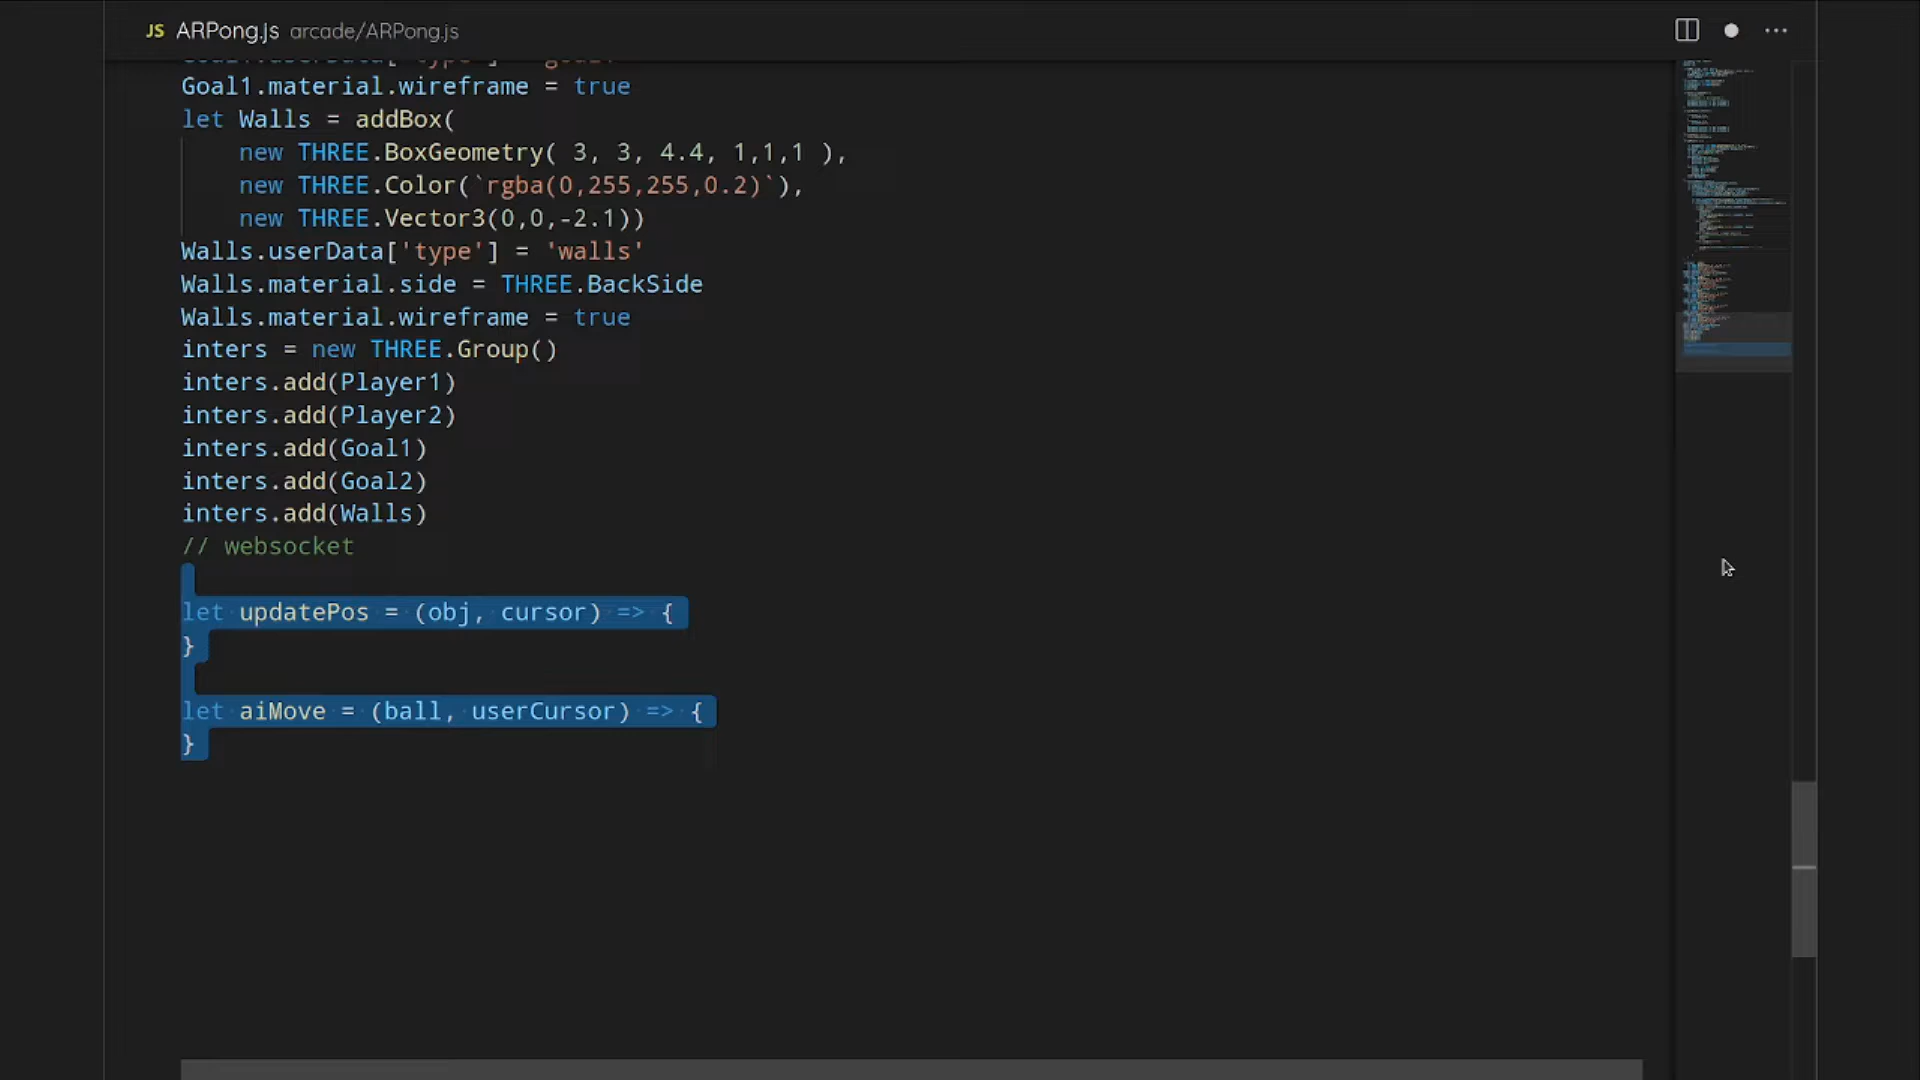 JS ARPong.js arcade/ARPong.js
Goal1.material.wireframe = true
let Walls = addBox(
new THREE.BoxGeometry( 3, 3, 4.4, 1,1,1 ),
new THREE.Color(`rgba(0,255,255,0.2)`),
new THREE.Vector3(0,0,-2.1))
Walls.userData['type'] = 'walls'
Walls.material.side = THREE.BackSide
Walls.material.wireframe = true
inters = new THREE.Group()
inters.add(Player1)
inters.add(Player2)
inters.add(Goal1)
inters.add(Goal2)
inters.add(Walls)
// websocket
let updatePos = (obj, cursor) => {
}
let aiMove = (ball, userCursor) => {
}